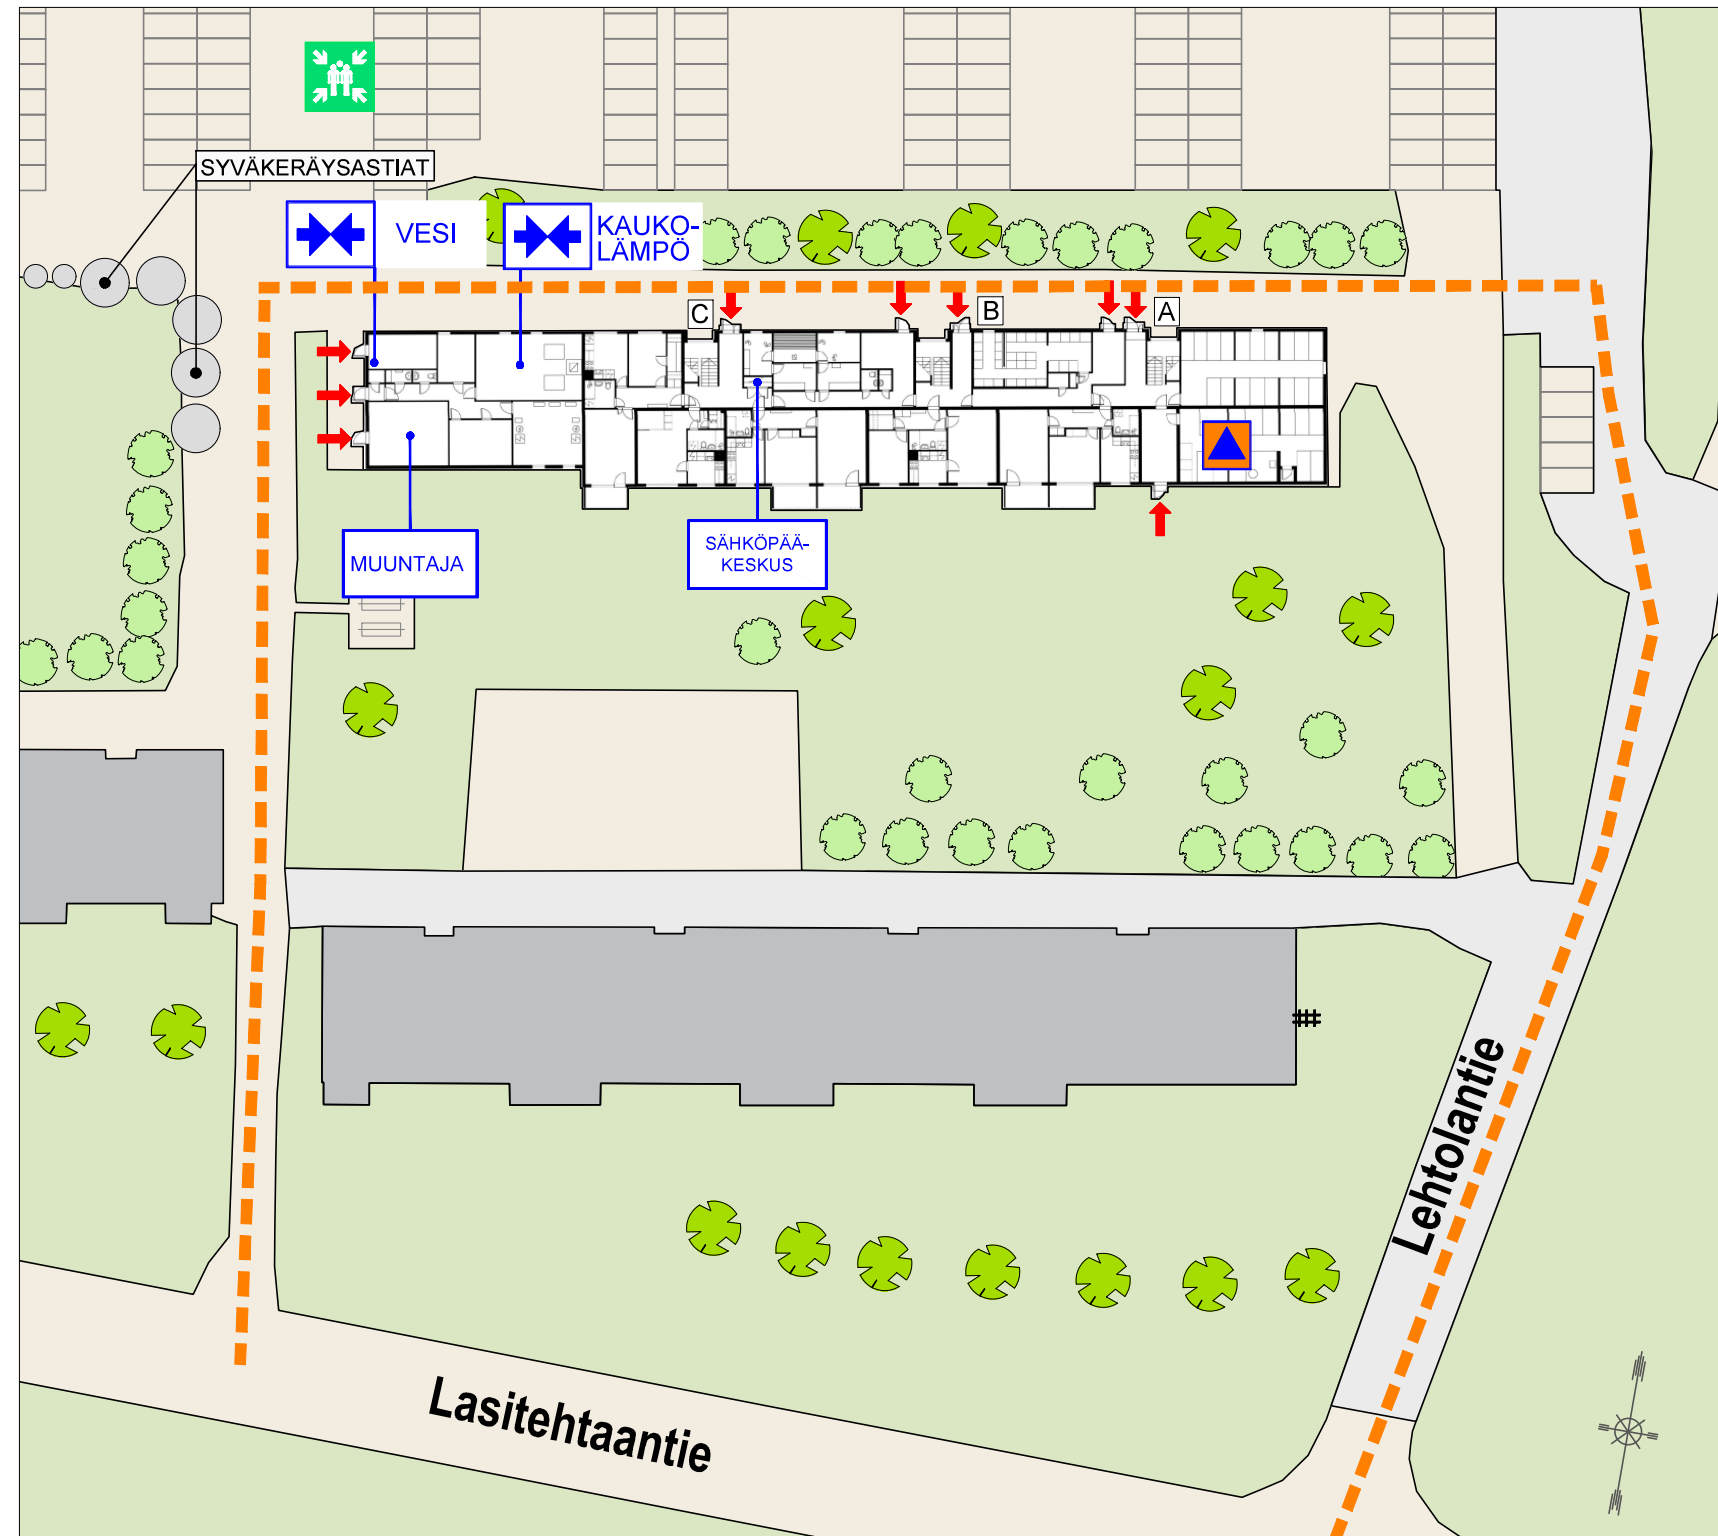 SYVÄKERÄYSASTIAT
VESI
KAUKO-
LÄMPÖ
C
B
A
MUUNTAJA
SÄHKÖPÄÄ-
KESKUS
Lehtolantie
Lasitehtaantie